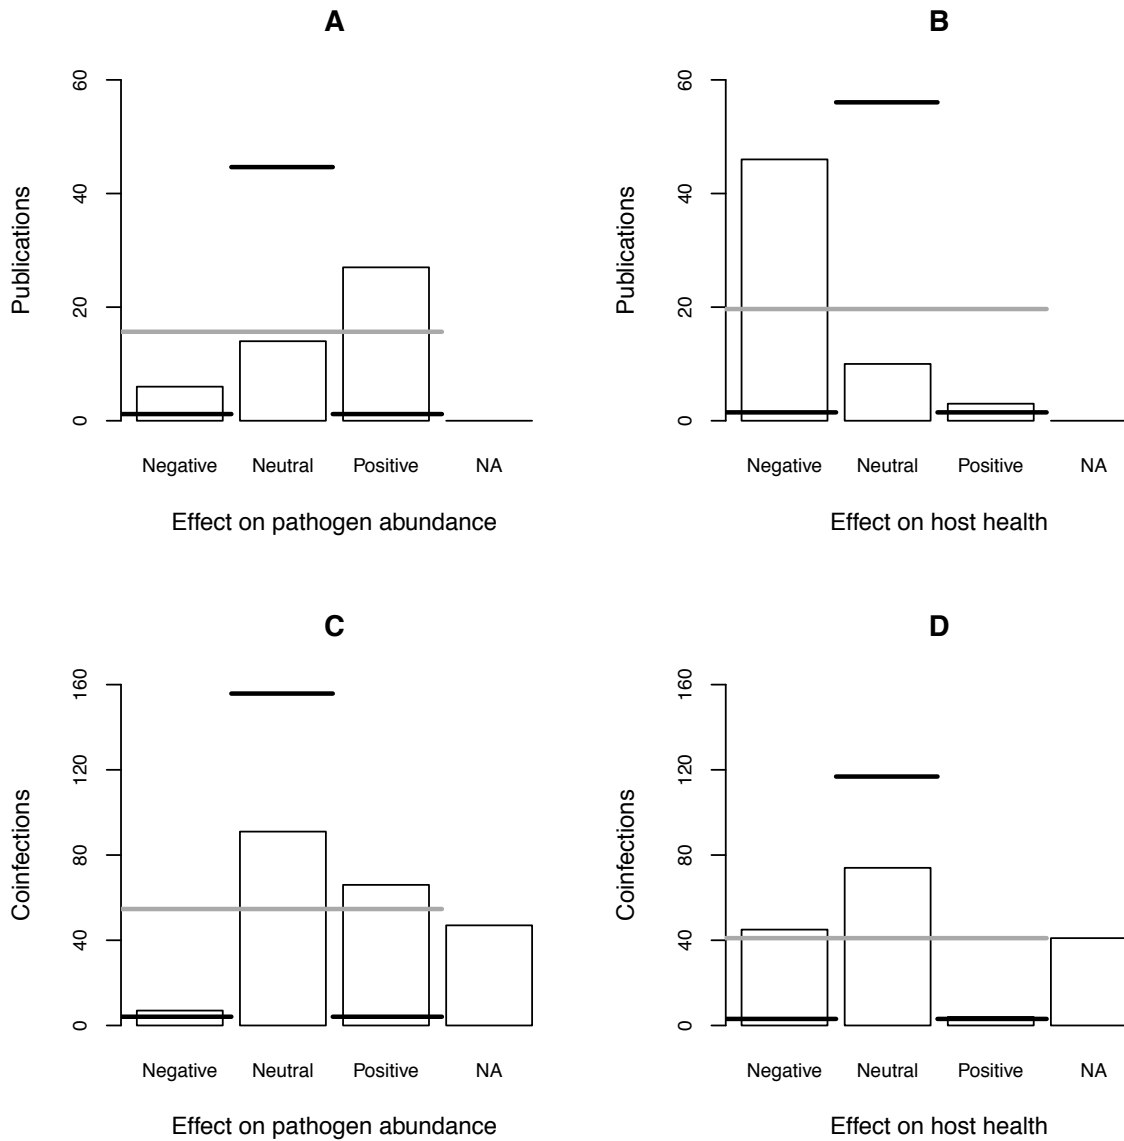 A
60
40
20
0
Publications
Negative Neutral Positive NA
Effect on pathogen abundance
B
60
40
20
0
Publications
Negative Neutral Positive NA
Effect on host health
C
160
120
80
40
0
Coinfections
Negative Neutral Positive NA
Effect on pathogen abundance
D
160
120
80
40
0
Coinfections
Negative Neutral Positive NA
Effect on host health